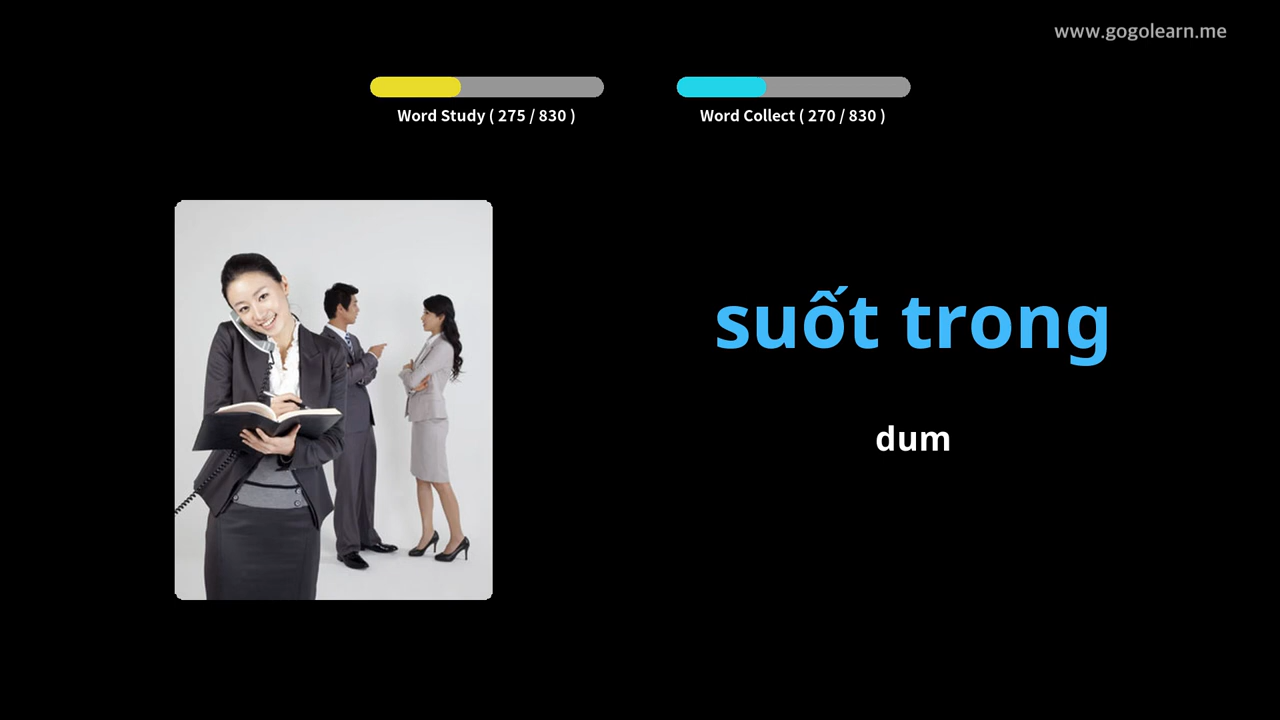 www.gogolearn.me
Word Study ( 275 / 830 )
Word Collect ( 270 / 830 )
suốt trong
dum